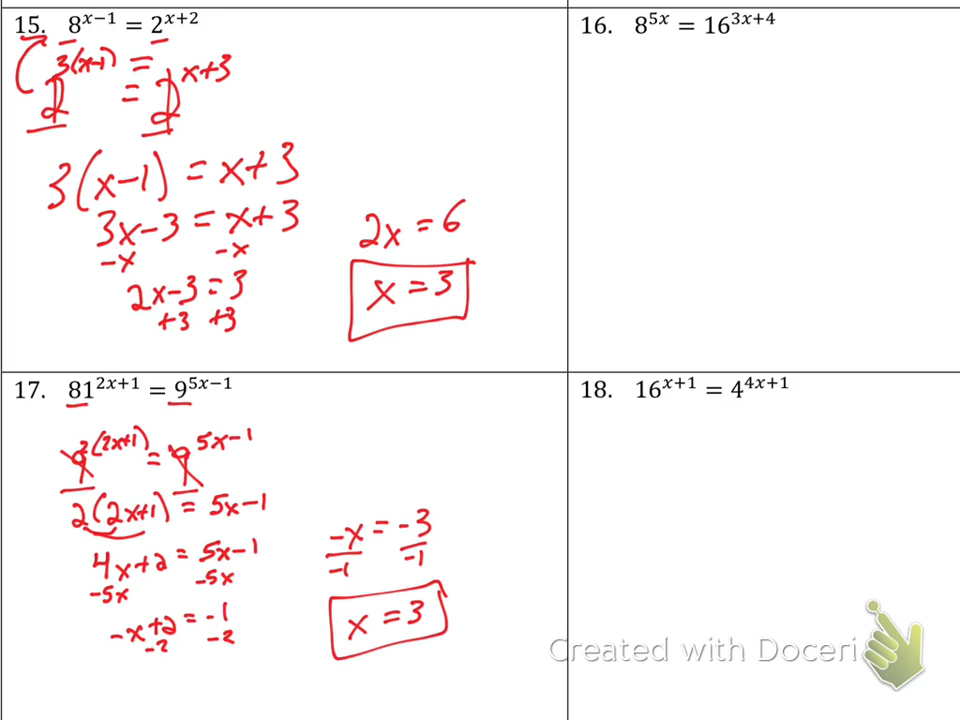 15. 8^{x−1} = 2^{x+2}
3(x-1) =
2 = 2^{x+3}
3(x-1) = x+3
3x-3 = x+3
-x -x
2x-3 = 3
+3 +3
2x = 6
x = 3
16. 8^{5x} = 16^{3x+4}
17. 81^{2x+1} = 9^{5x−1}
9^{2(2x+1)} = 9^{5x-1}
2(2x+1) = 5x-1
4x+2 = 5x-1
-5x -5x
-x+2 = -1
-2 -2
-x = -3
-1 -1
x = 3
18. 16^{x+1} = 4^{4x+1}
Created with Doceri